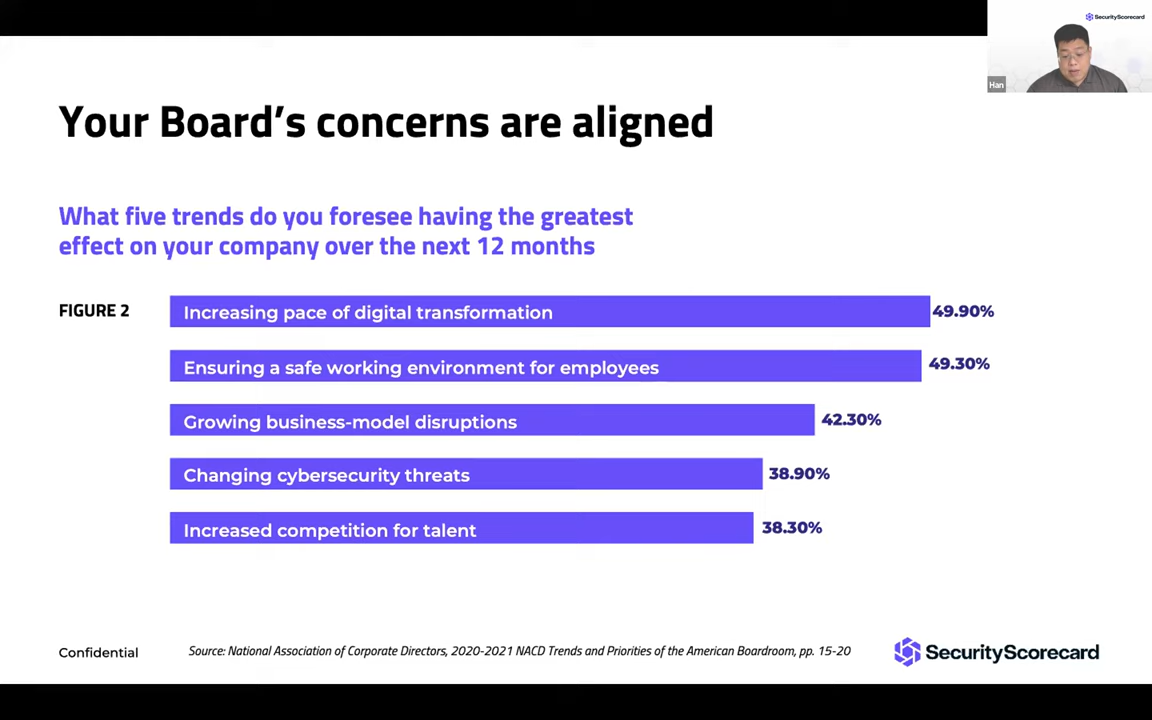 SecurityScorecard
Han
Your Board's concerns are aligned
What five trends do you foresee having the greatest
effect on your company over the next 12 months
FIGURE 2
Increasing pace of digital transformation 49.90%
Ensuring a safe working environment for employees 49.30%
Growing business-model disruptions 42.30%
Changing cybersecurity threats 38.90%
Increased competition for talent 38.30%
Confidential
Source: National Association of Corporate Directors, 2020-2021 NACD Trends and Priorities of the American Boardroom, pp. 15-20
SecurityScorecard